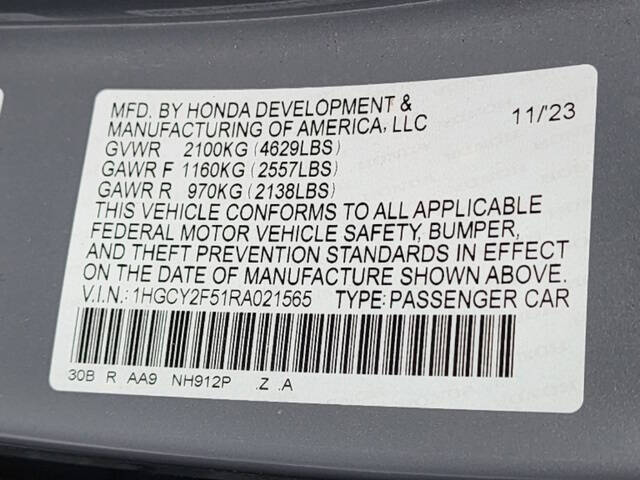 MFD. BY HONDA DEVELOPMENT &
MANUFACTURING OF AMERICA, LLC 11/'23
GVWR 2100KG (4629LBS)
GAWR F 1160KG (2557LBS)
GAWR R 970KG (2138LBS)
THIS VEHICLE CONFORMS TO ALL APPLICABLE
FEDERAL MOTOR VEHICLE SAFETY, BUMPER,
AND THEFT PREVENTION STANDARDS IN EFFECT
ON THE DATE OF MANUFACTURE SHOWN ABOVE.
V.I.N.: 1HGCY2F51RA021565 TYPE: PASSENGER CAR
30B R AA9 NH912P .Z .A